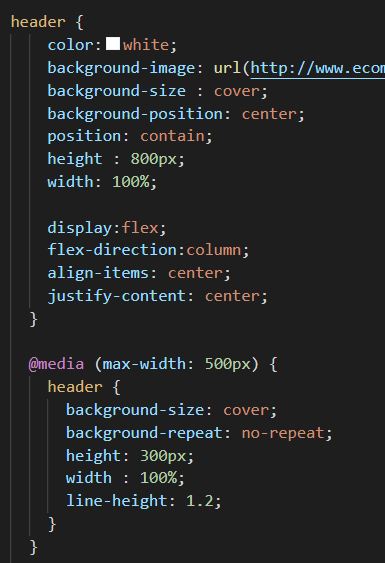 header {
color: white;
background-image: url(http://www.ecom
background-size : cover;
background-position: center;
position: contain;
height : 800px;
width: 100%;
display:flex;
flex-direction:column;
align-items: center;
justify-content: center;
}
@media (max-width: 500px) {
header {
background-size: cover;
background-repeat: no-repeat;
height: 300px;
width : 100%;
line-height: 1.2;
}
}